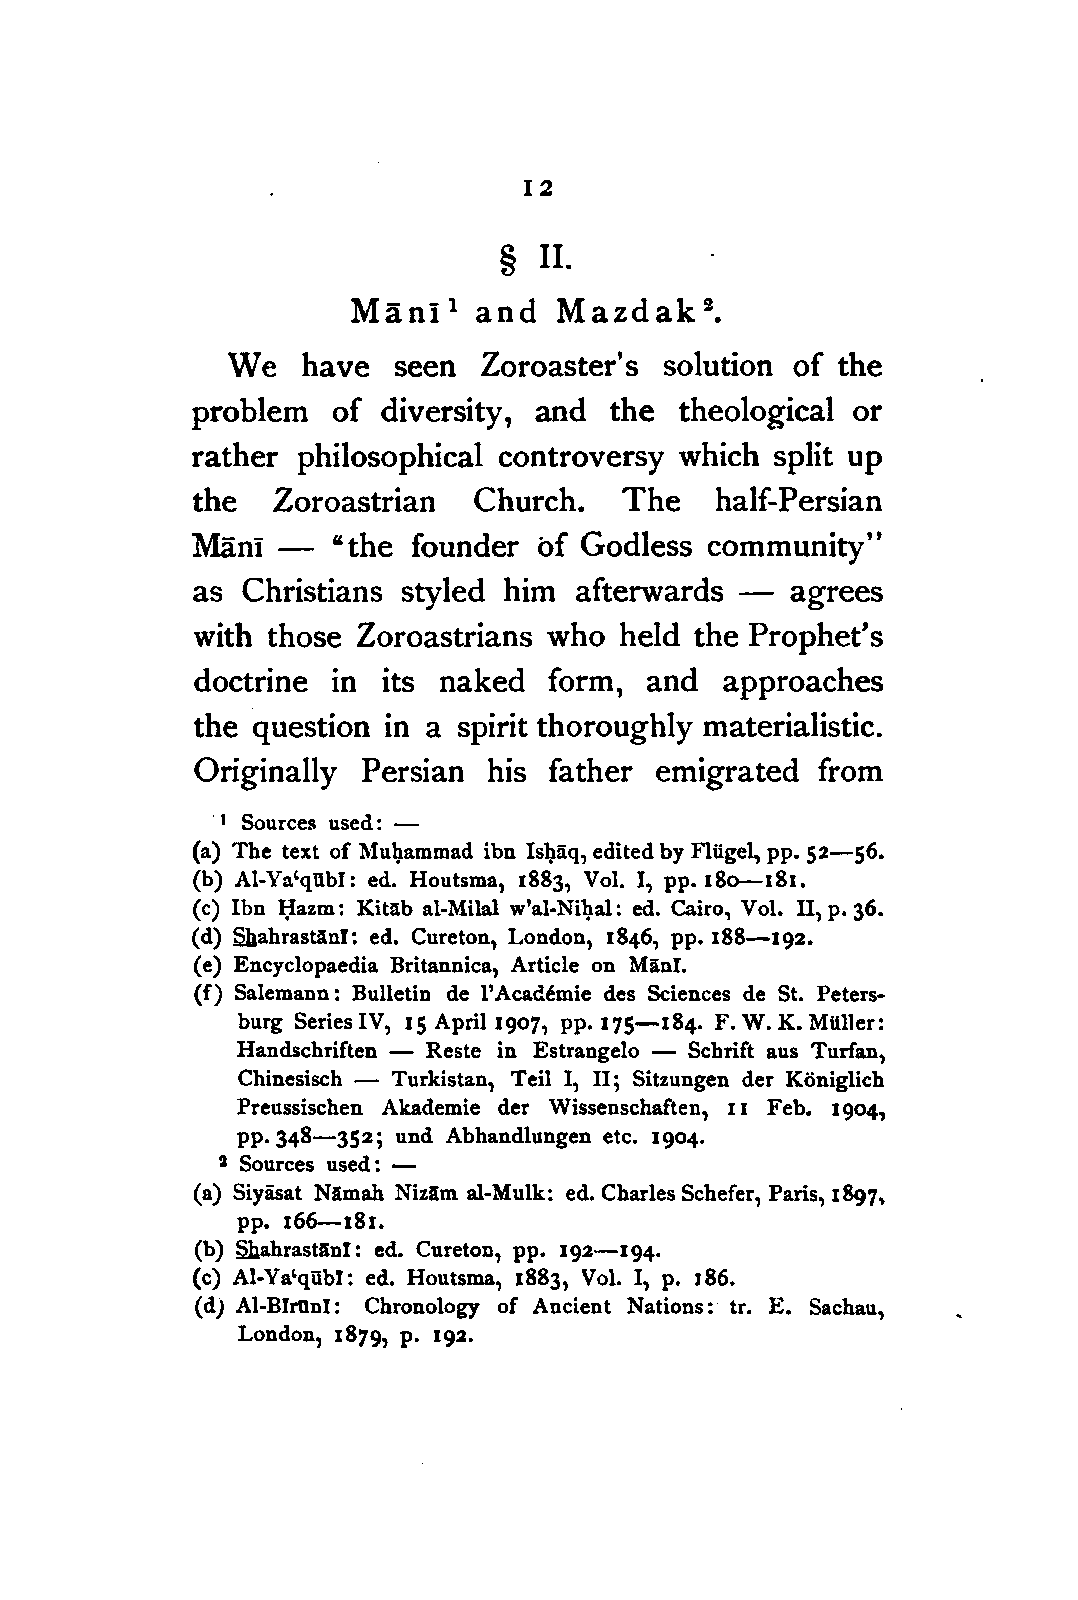 12
§ II.
Mānī¹ and Mazdak².
We have seen Zoroaster's solution of the
problem of diversity, and the theological or
rather philosophical controversy which split up
the Zoroastrian Church. The half-Persian
Mānī — “the founder of Godless community”
as Christians styled him afterwards — agrees
with those Zoroastrians who held the Prophet's
doctrine in its naked form, and approaches
the question in a spirit thoroughly materialistic.
Originally Persian his father emigrated from
¹ Sources used: —
(a) The text of Muḥammad ibn Isḥāq, edited by Flügel, pp. 52—56.
(b) Al-Ya‘qūbī: ed. Houtsma, 1883, Vol. I, pp. 180—181.
(c) Ibn Ḥazm: Kitāb al-Milal w'al-Niḥal: ed. Cairo, Vol. II, p. 36.
(d) S̲h̲ahrastānī: ed. Cureton, London, 1846, pp. 188—192.
(e) Encyclopaedia Britannica, Article on Mānī.
(f) Salemann: Bulletin de l'Académie des Sciences de St. Peters-
burg Series IV, 15 April 1907, pp. 175—184. F. W. K. Müller:
Handschriften — Reste in Estrangelo — Schrift aus Turfan,
Chinesisch — Turkistan, Teil I, II; Sitzungen der Königlich
Preussischen Akademie der Wissenschaften, 11 Feb. 1904,
pp. 348—352; und Abhandlungen etc. 1904.
² Sources used: —
(a) Siyāsat Nāmah Nizām al-Mulk: ed. Charles Schefer, Paris, 1897,
pp. 166—181.
(b) S̲h̲ahrastānī: ed. Cureton, pp. 192—194.
(c) Al-Ya‘qūbī: ed. Houtsma, 1883, Vol. I, p. 186.
(d) Al-Bīrūnī: Chronology of Ancient Nations: tr. E. Sachau,
London, 1879, p. 192.